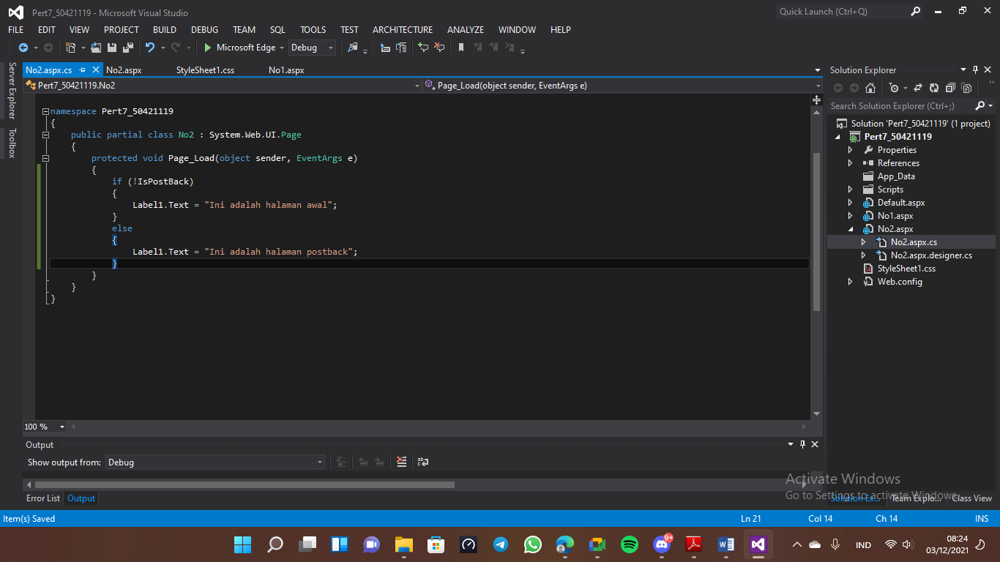 Pert7_50421119 - Microsoft Visual Studio
Quick Launch (Ctrl+Q)
FILE EDIT VIEW PROJECT BUILD DEBUG TEAM SQL TOOLS TEST ARCHITECTURE ANALYZE WINDOW HELP
Microsoft Edge Debug
Server Explorer
Toolbox
No2.aspx.cs No2.aspx StyleSheet1.css No1.aspx
Pert7_50421119.No2 Page_Load(object sender, EventArgs e)
namespace Pert7_50421119
{
public partial class No2 : System.Web.UI.Page
{
protected void Page_Load(object sender, EventArgs e)
{
if (!IsPostBack)
{
Label1.Text = "Ini adalah halaman awal";
}
else
{
Label1.Text = "Ini adalah halaman postback";
}
}
}
}
100 %
Solution Explorer
Search Solution Explorer (Ctrl+;)
Solution 'Pert7_50421119' (1 project)
Pert7_50421119
Properties
References
App_Data
Scripts
Default.aspx
No1.aspx
No2.aspx
No2.aspx.cs
No2.aspx.designer.cs
StyleSheet1.css
Web.config
Output
Show output from: Debug
Error List Output
Activate Windows
Go to Settings to activate Windows.
Solution Ex... Team Explo... Class View
Item(s) Saved Ln 21 Col 14 Ch 14 INS
9+
IND
08:24
03/12/2021